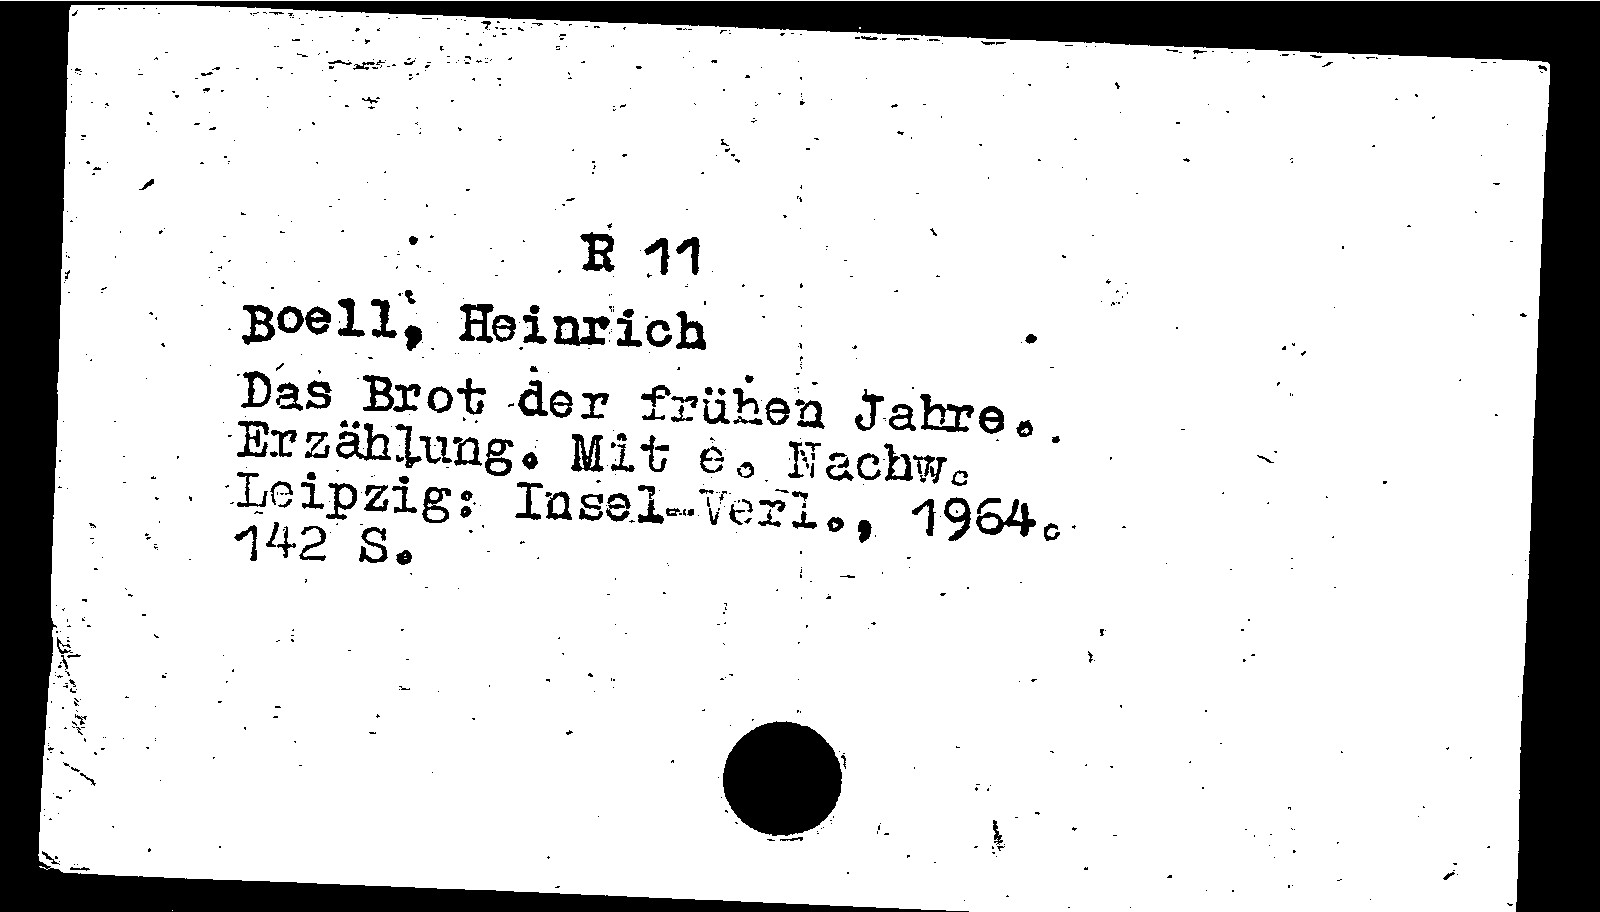 R 11
Boell, Heinrich
Das Brot der frühen Jahre.
Erzählung. Mit e. Nachw.
Leipzig: Insel-Verl., 1964.
142 S.